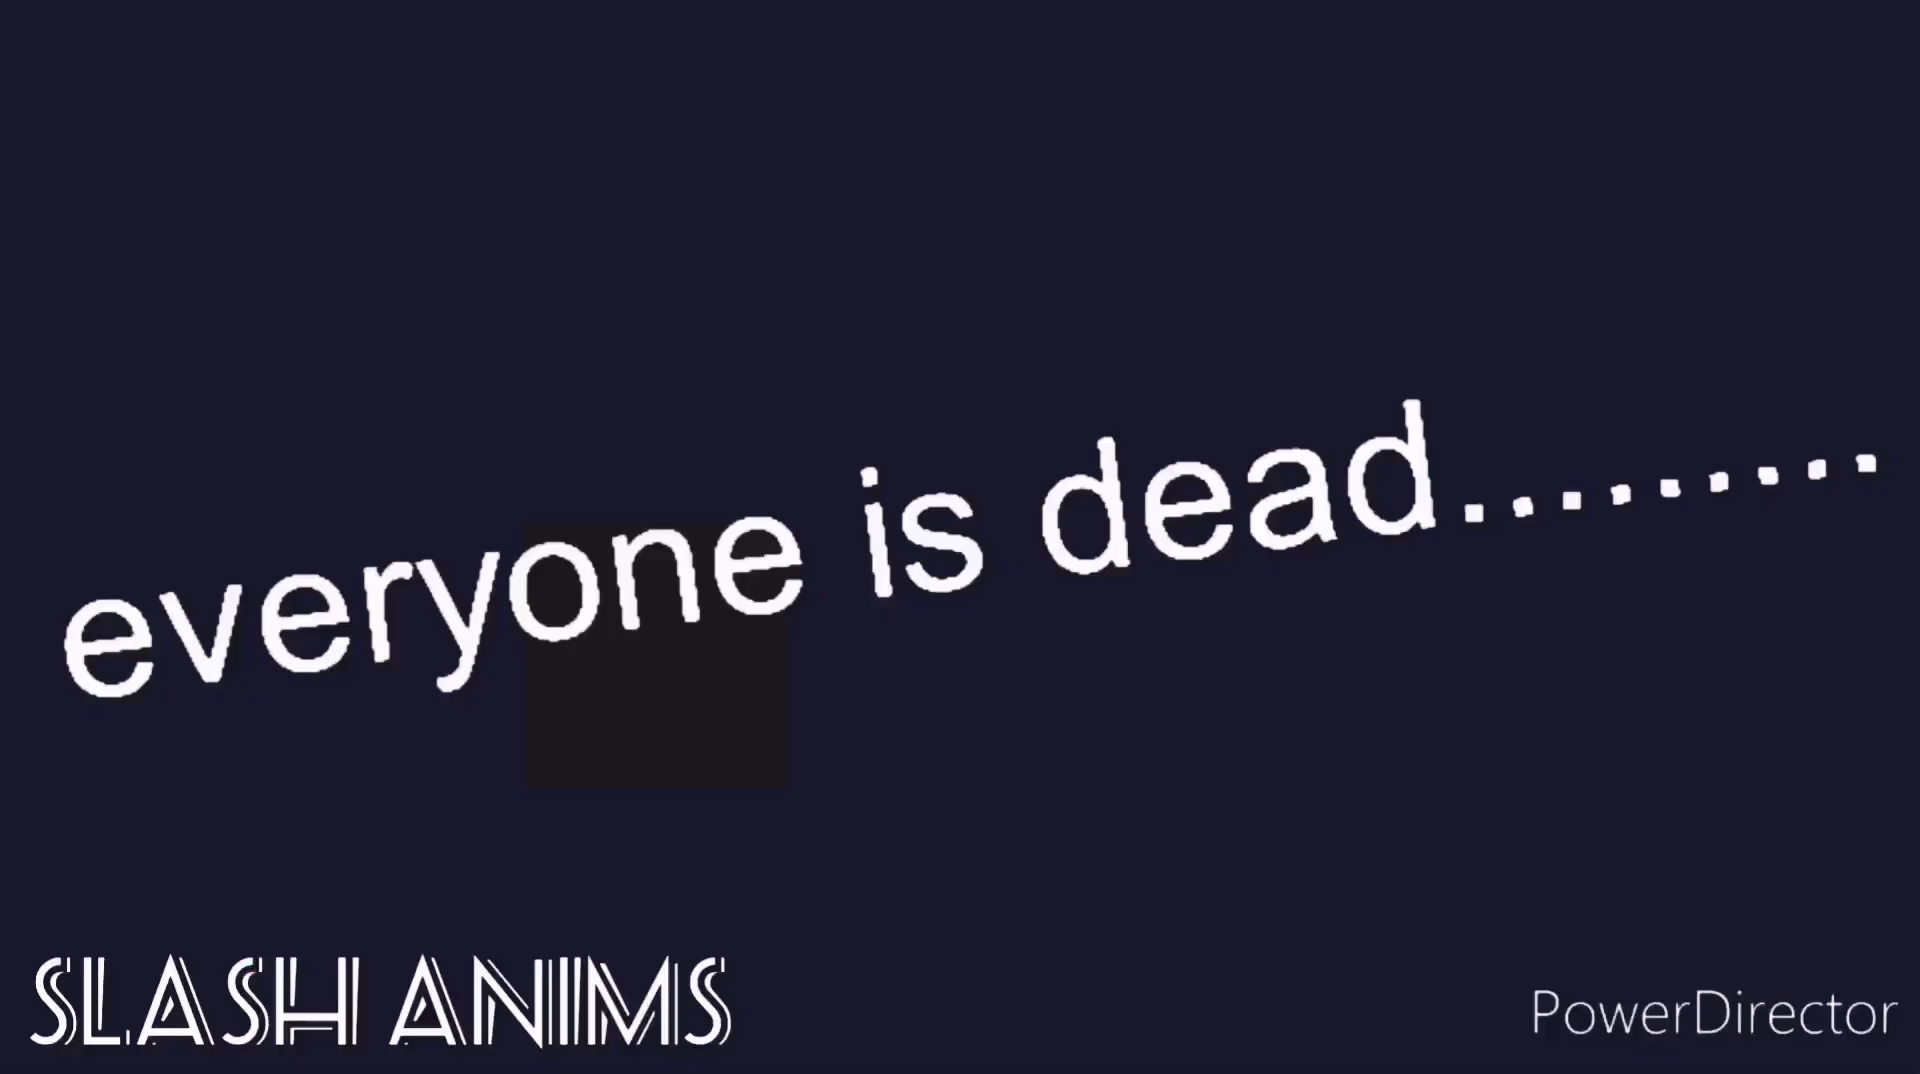 everyone is dead.........
SLASH ANIMS
PowerDirector